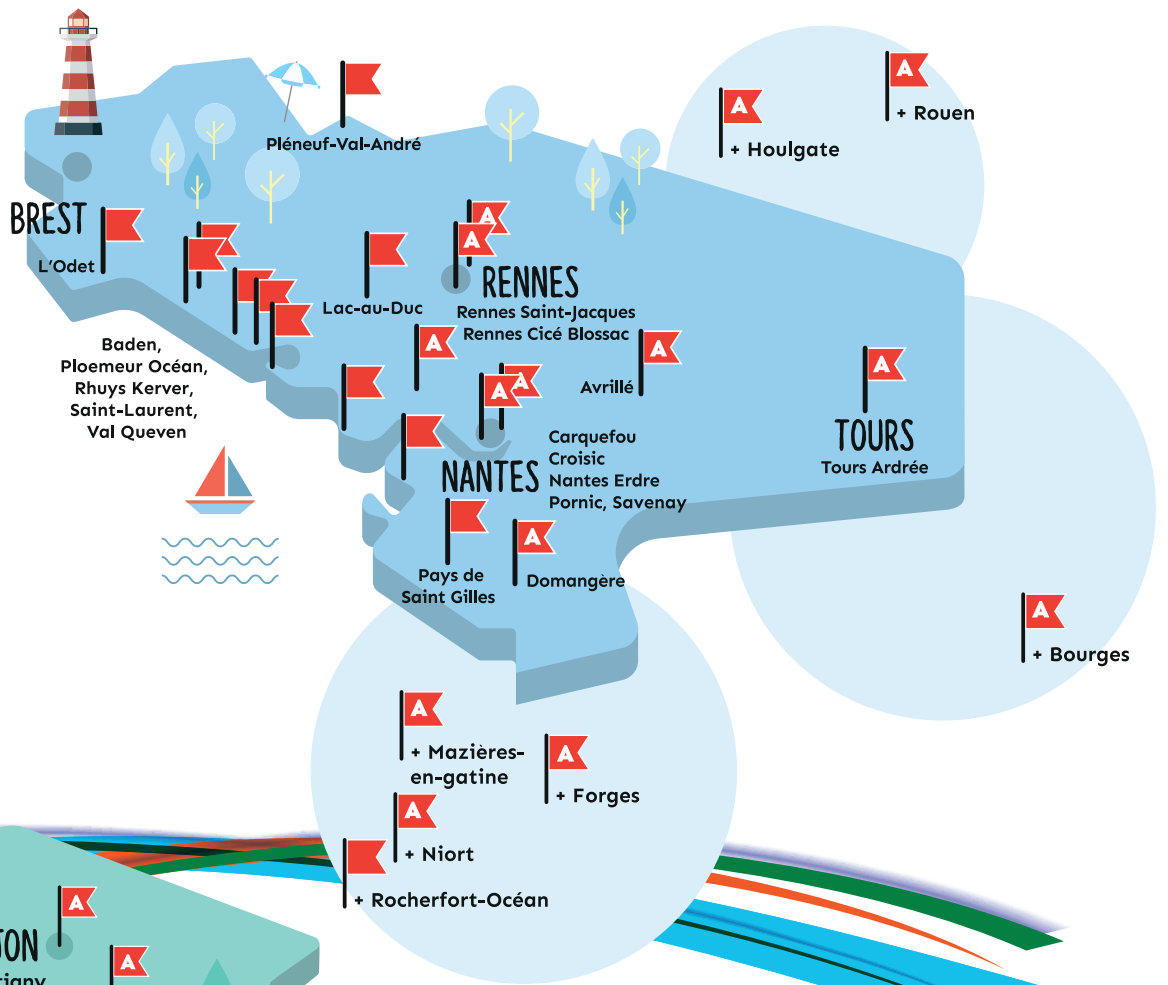 A
+ Rouen
A
+ Houlgate
Pléneuf-Val-André
BREST
L'Odet
A
A
RENNES
Rennes Saint-Jacques
Rennes Cicé Blossac
Lac-au-Duc
Baden,
Ploemeur Océan,
Rhuys Kerver,
Saint-Laurent,
Val Queven
A
A
Avrillé
A
A
A
TOURS
Tours Ardrée
NANTES
Carquefou
Croisic
Nantes Erdre
Pornic, Savenay
Pays de
Saint Gilles
A
Domangère
A
+ Bourges
A
+ Mazières-
en-gatine
A
+ Forges
A
+ Niort
+ Rocherfort-Océan
A
A